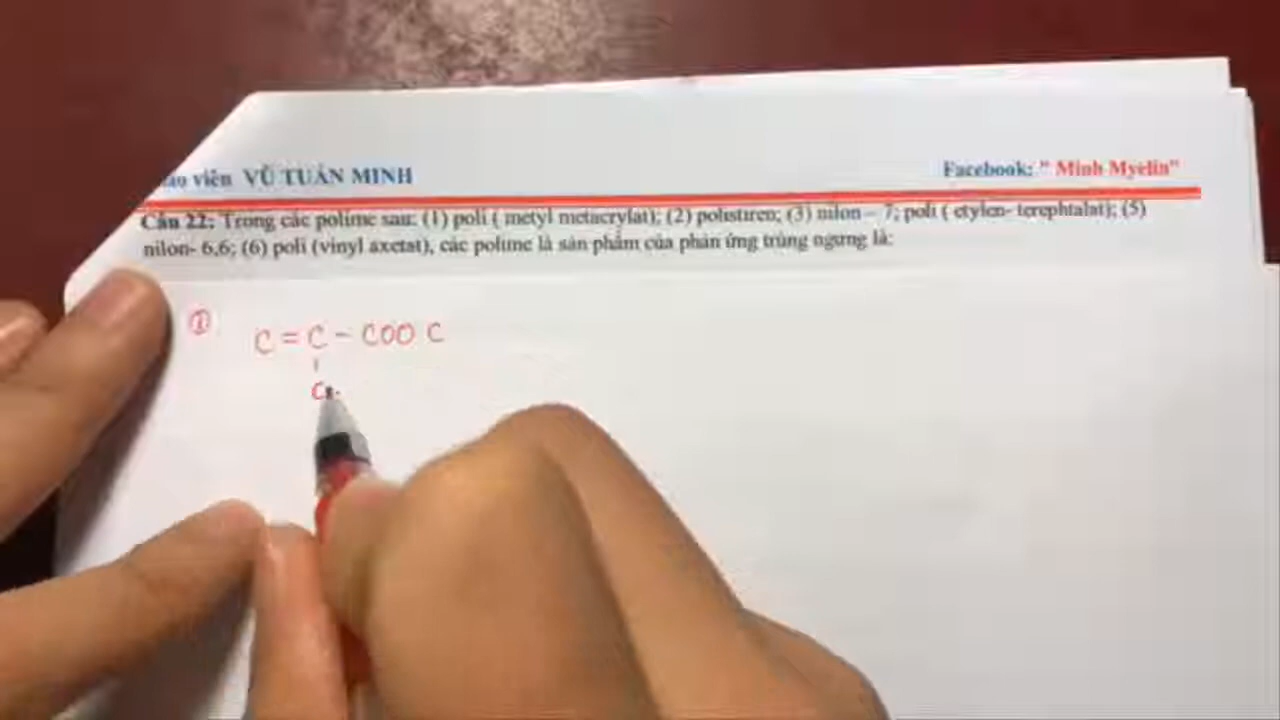 viên VŨ TUẤN MINH Facebook: " Minh Myelin"
Câu 22: Trong các polime sau: (1) poli ( metyl metacrylat); (2) polistiren; (3) nilon – 7; poli ( etylen- terephtalat); (5)
nilon- 6,6; (6) poli (vinyl axetat), các polime là sản phẩm của phản ứng trùng ngưng là:
① C = C - COO C
C